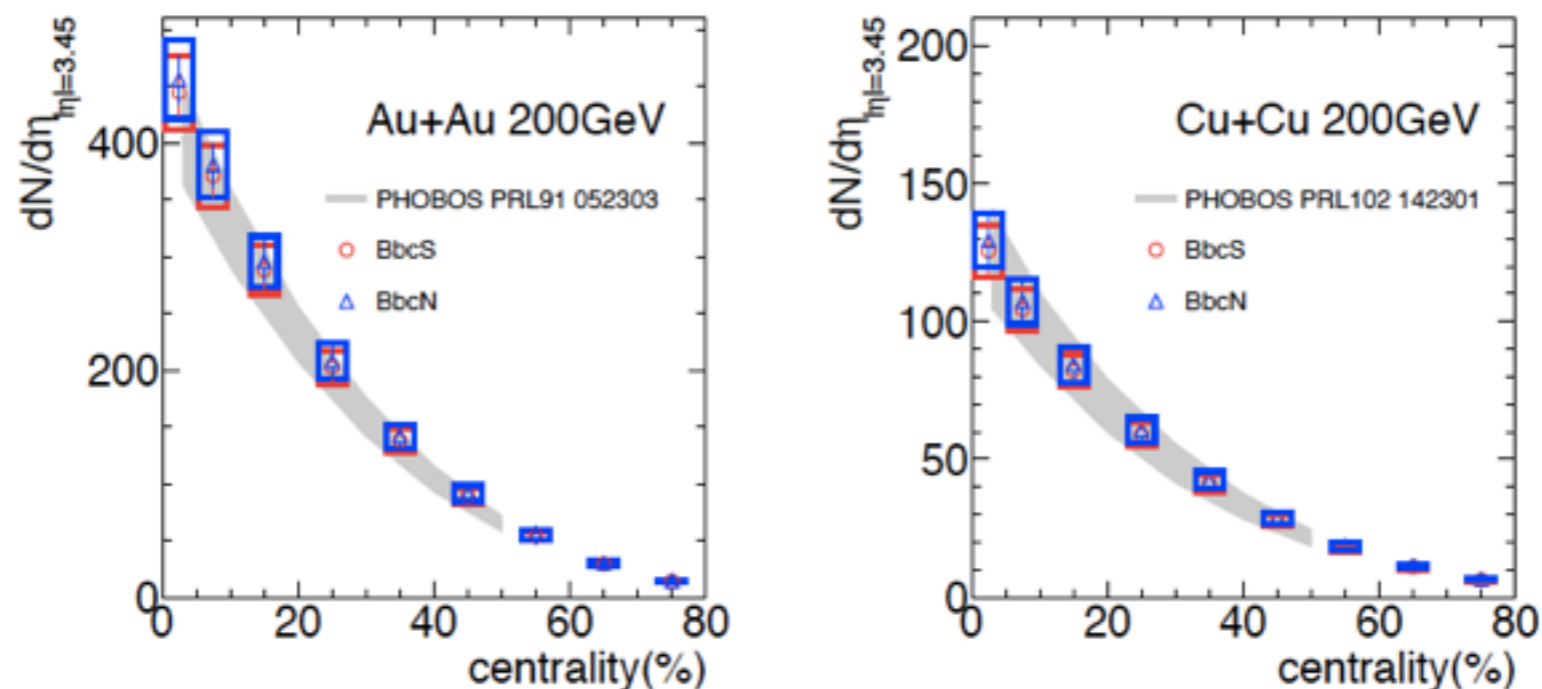 dN/dη|η|=3.45
400
200
0
Au+Au 200GeV
PHOBOS PRL91 052303
BbcS
BbcN
0 20 40 60 80
centrality(%)
dN/dη|η|=3.45
200
150
100
50
0
Cu+Cu 200GeV
PHOBOS PRL102 142301
BbcS
BbcN
0 20 40 60 80
centrality(%)